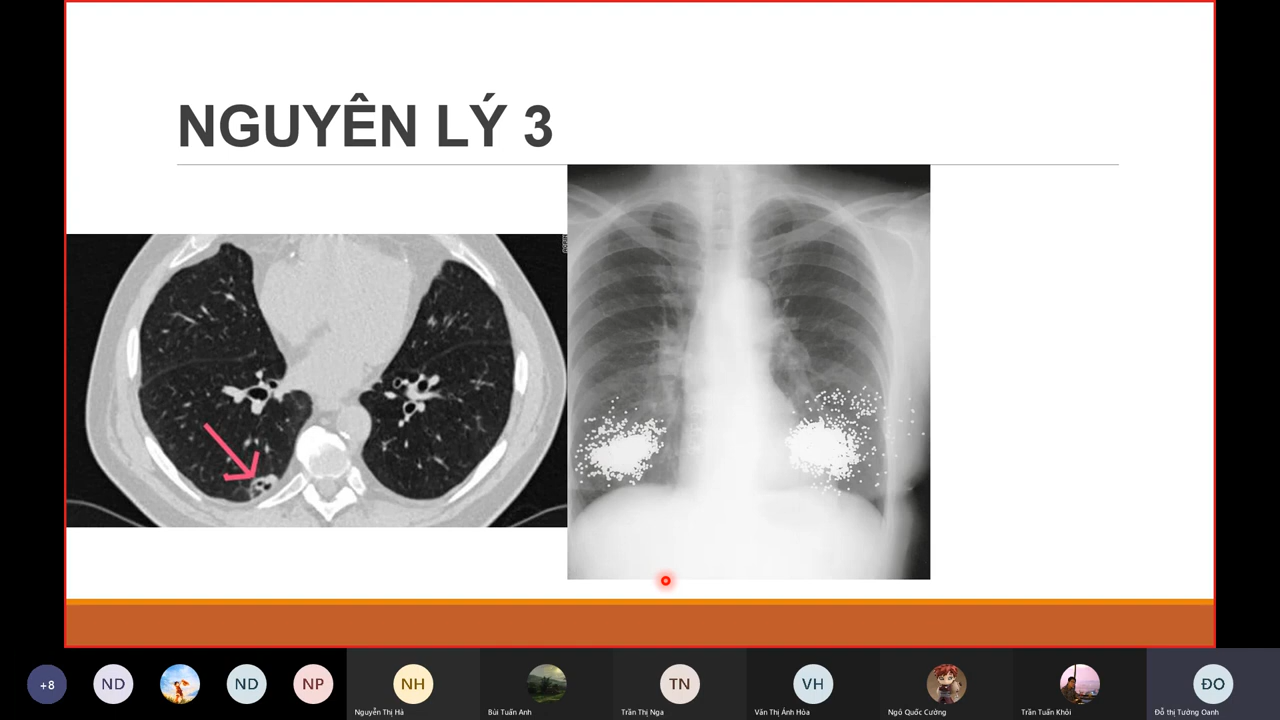 NGUYÊN LÝ 3
+8
ND
ND
NP
NH
TN
VH
ĐO
Nguyễn Thị Hà
Bùi Tuấn Anh
Trần Thị Nga
Văn Thị Ánh Hòa
Ngô Quốc Cường
Trần Tuấn Khôi
Đỗ thị Tường Oanh